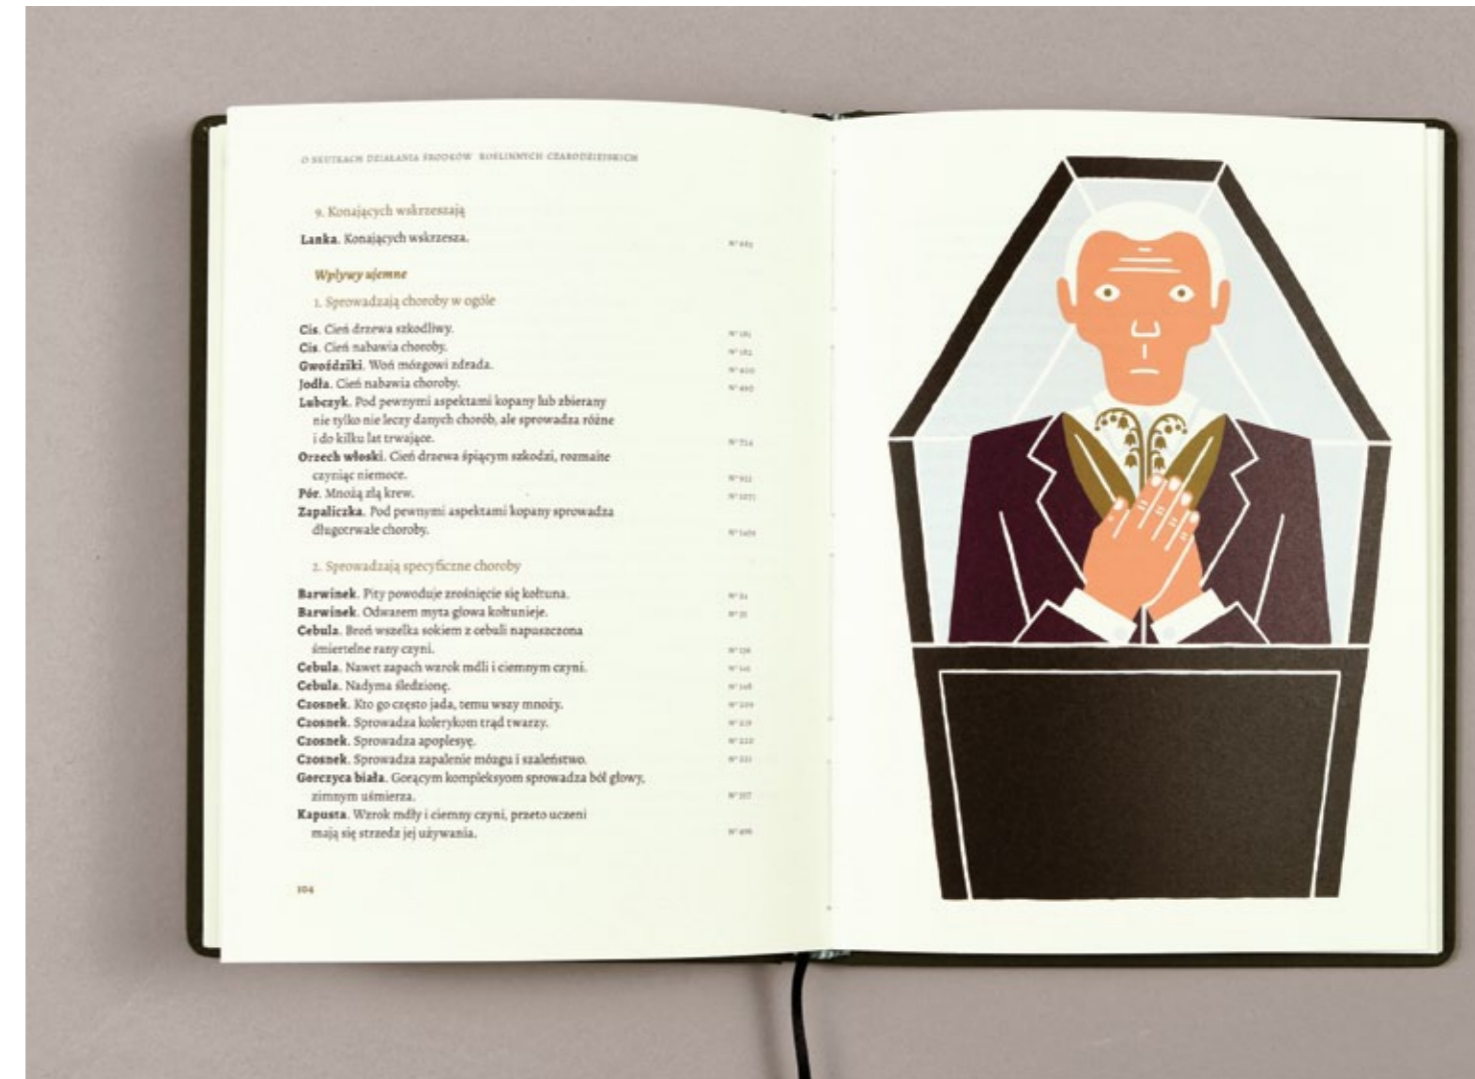 O SKUTKACH DZIAŁANIA ŚRODKÓW ROŚLINNYCH CZARODZIEJSKICH
9. Konających wskrzeszają
Lanka. Konających wskrzesza.
Wpływy ujemne
1. Sprowadzają choroby w ogóle
Cis. Cień drzewa szkodliwy.
Cis. Cień nabawia choroby.
Gwoździki. Woń mózgowi zdrada.
Jodła. Cień nabawia choroby.
Lubczyk. Pod pewnymi aspektami kopany lub zbierany
nie tylko nie leczy danych chorób, ale sprowadza różne
i do kilku lat trwające.
Orzech włoski. Cień drzewa śpiącym szkodzi, rozmaite
czyniąc niemoce.
Pór. Mnożą złą krew.
Zapaliczka. Pod pewnymi aspektami kopany sprowadza
długotrwałe choroby.
2. Sprowadzają specyficzne choroby
Barwinek. Pity powoduje zrośnięcie się kołtuna.
Barwinek. Odwarem myta głowa kołtunieje.
Cebula. Broń wszelka sokiem z cebuli napuszczona
śmiertelne rany czyni.
Cebula. Nawet zapach wzrok mdli i ciemnym czyni.
Cebula. Nadyma śledzionę.
Czosnek. Kto go często jada, temu wszy mnoży.
Czosnek. Sprowadza kolerykom trąd twarzy.
Czosnek. Sprowadza apoplesyę.
Czosnek. Sprowadza zapalenie mózgu i szaleństwo.
Gorczyca biała. Gorącym kompleksyom sprowadza ból głowy,
zimnym uśmierza.
Kapusta. Wzrok mdły i ciemny czyni, przeto uczeni
mają się strzedz jej używania.
104